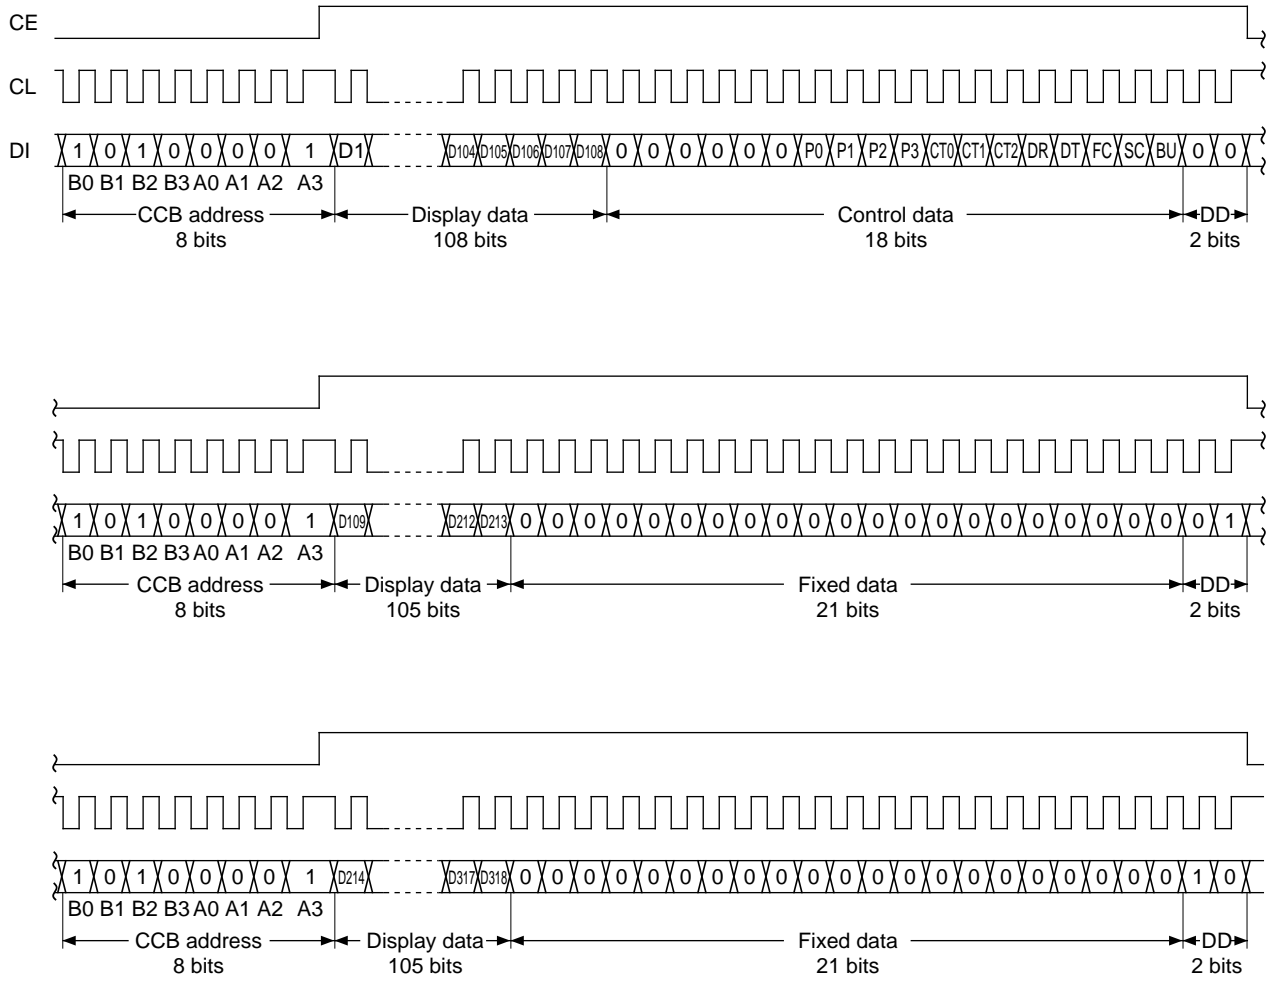 CE
CL
DI 1 0 1 0 0 0 0 1 D1 D104 D105 D106 D107 D108 0 0 0 0 0 0 P0 P1 P2 P3 CT0 CT1 CT2 DR DT FC SC BU 0 0
B0 B1 B2 B3 A0 A1 A2 A3
CCB address Display data Control data DD
8 bits 108 bits 18 bits 2 bits
1 0 1 0 0 0 0 1 D109 D212 D213 0 0 0 0 0 0 0 0 0 0 0 0 0 0 0 0 0 0 0 0 0 0 1
B0 B1 B2 B3 A0 A1 A2 A3
CCB address Display data Fixed data DD
8 bits 105 bits 21 bits 2 bits
1 0 1 0 0 0 0 1 D214 D317 D318 0 0 0 0 0 0 0 0 0 0 0 0 0 0 0 0 0 0 0 0 0 1 0
B0 B1 B2 B3 A0 A1 A2 A3
CCB address Display data Fixed data DD
8 bits 105 bits 21 bits 2 bits